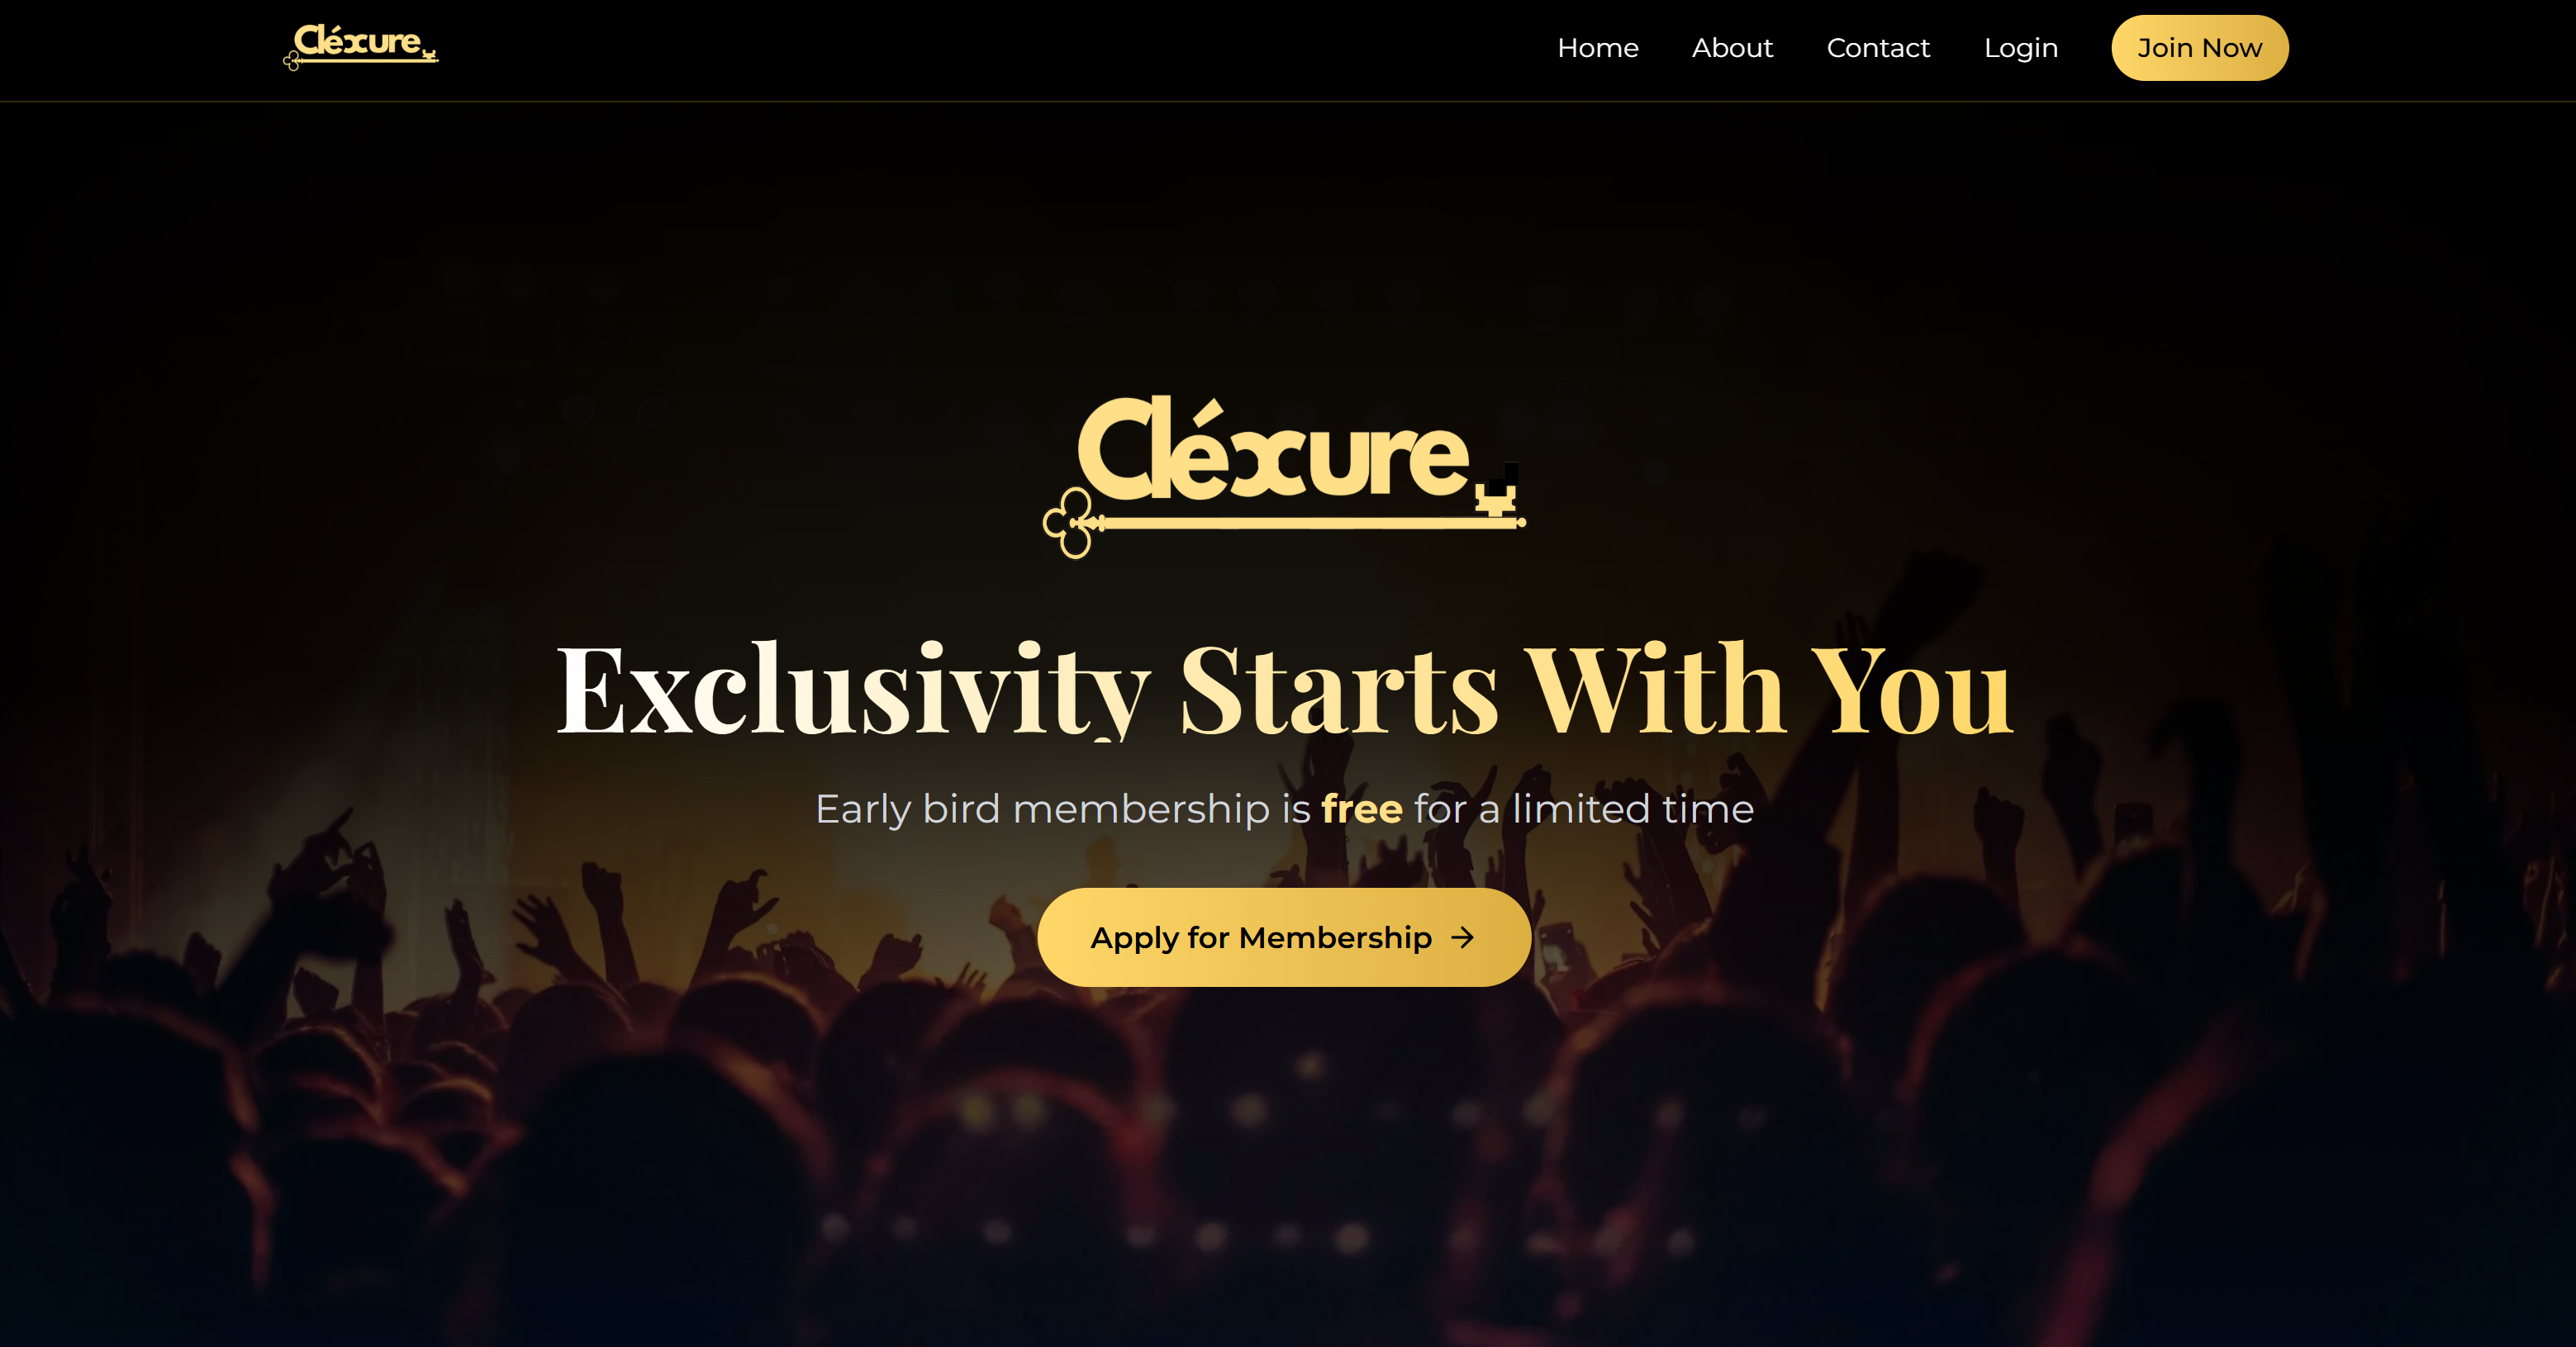 Cléxure
Home About Contact Login Join Now
Cléxure
Exclusivity Starts With You
Early bird membership is free for a limited time
Apply for Membership →